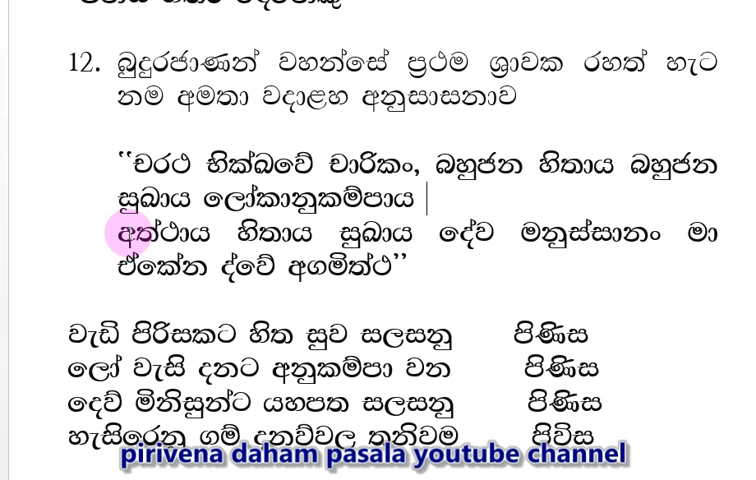 12. බුදුරජාණන් වහන්සේ ප්‍රථම ශ්‍රාවක රහත් හැට
නම අමතා වදාළහ අනුසාසනාව
“චරථ භික්ඛවේ චාරිකං, බහුජන හිතාය බහුජන
සුඛාය ලෝකානුකම්පාය
අත්ථාය හිතාය සුඛාය දේව මනුස්සානං මා
ඒකේන ද්වේ අගමිත්ථ”
වැඩි පිරිසකට හිත සුව සලසනු පිණිස
ලෝ වැසි දනට අනුකම්පා වන පිණිස
දෙව් මිනිසුන්ට යහපත සලසනු පිණිස
හැසිරෙනු ගම් දනව්වල තනිවම පිවිස
pirivena daham pasala youtube channel